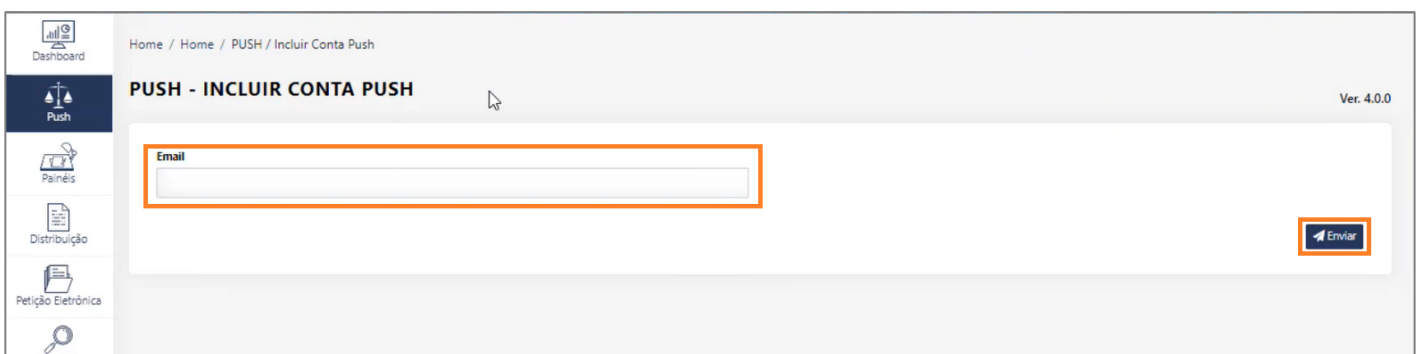 Dashboard
Push
Painéis
Distribuição
Petição Eletrônica
Home / Home / PUSH / Incluir Conta Push
PUSH - INCLUIR CONTA PUSH
Ver. 4.0.0
Email
Enviar